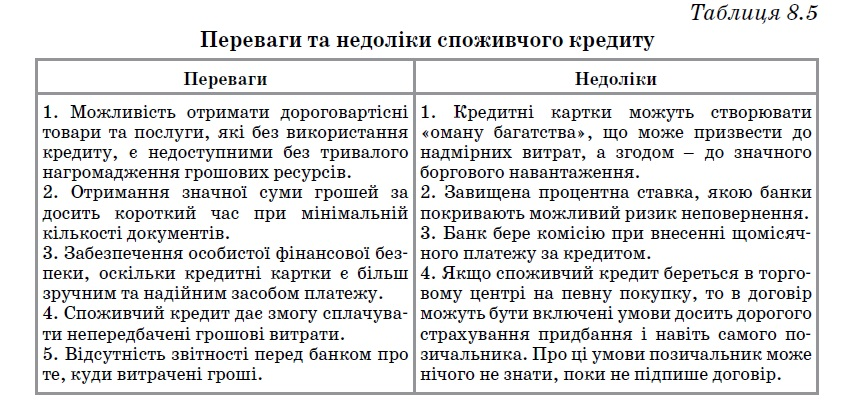 Таблиця 8.5
Переваги та недоліки споживчого кредиту
Переваги
1. Можливість отримати дороговартісні
товари та послуги, які без використання
кредиту, є недоступними без тривалого
нагромадження грошових ресурсів.
2. Отримання значної суми грошей за
досить короткий час при мінімальній
кількості документів.
3. Забезпечення особистої фінансової без-
пеки, оскільки кредитні картки є більш
зручним та надійним засобом платежу.
4. Споживчий кредит дає змогу сплачува-
ти непередбачені грошові витрати.
5. Відсутність звітності перед банком про
те, куди витрачені гроші.
Недоліки
1. Кредитні картки можуть створювати
«оману багатства», що може призвести до
надмірних витрат, а згодом – до значного
боргового навантаження.
2. Завищена процентна ставка, якою банки
покривають можливий ризик неповернення.
3. Банк бере комісію при внесенні щомісяч-
ного платежу за кредитом.
4. Якщо споживчий кредит береться в торго-
вому центрі на певну покупку, то в договір
можуть бути включені умови досить дорогого
страхування придбання і навіть самого по-
зичальника. Про ці умови позичальник може
нічого не знати, поки не підпише договір.